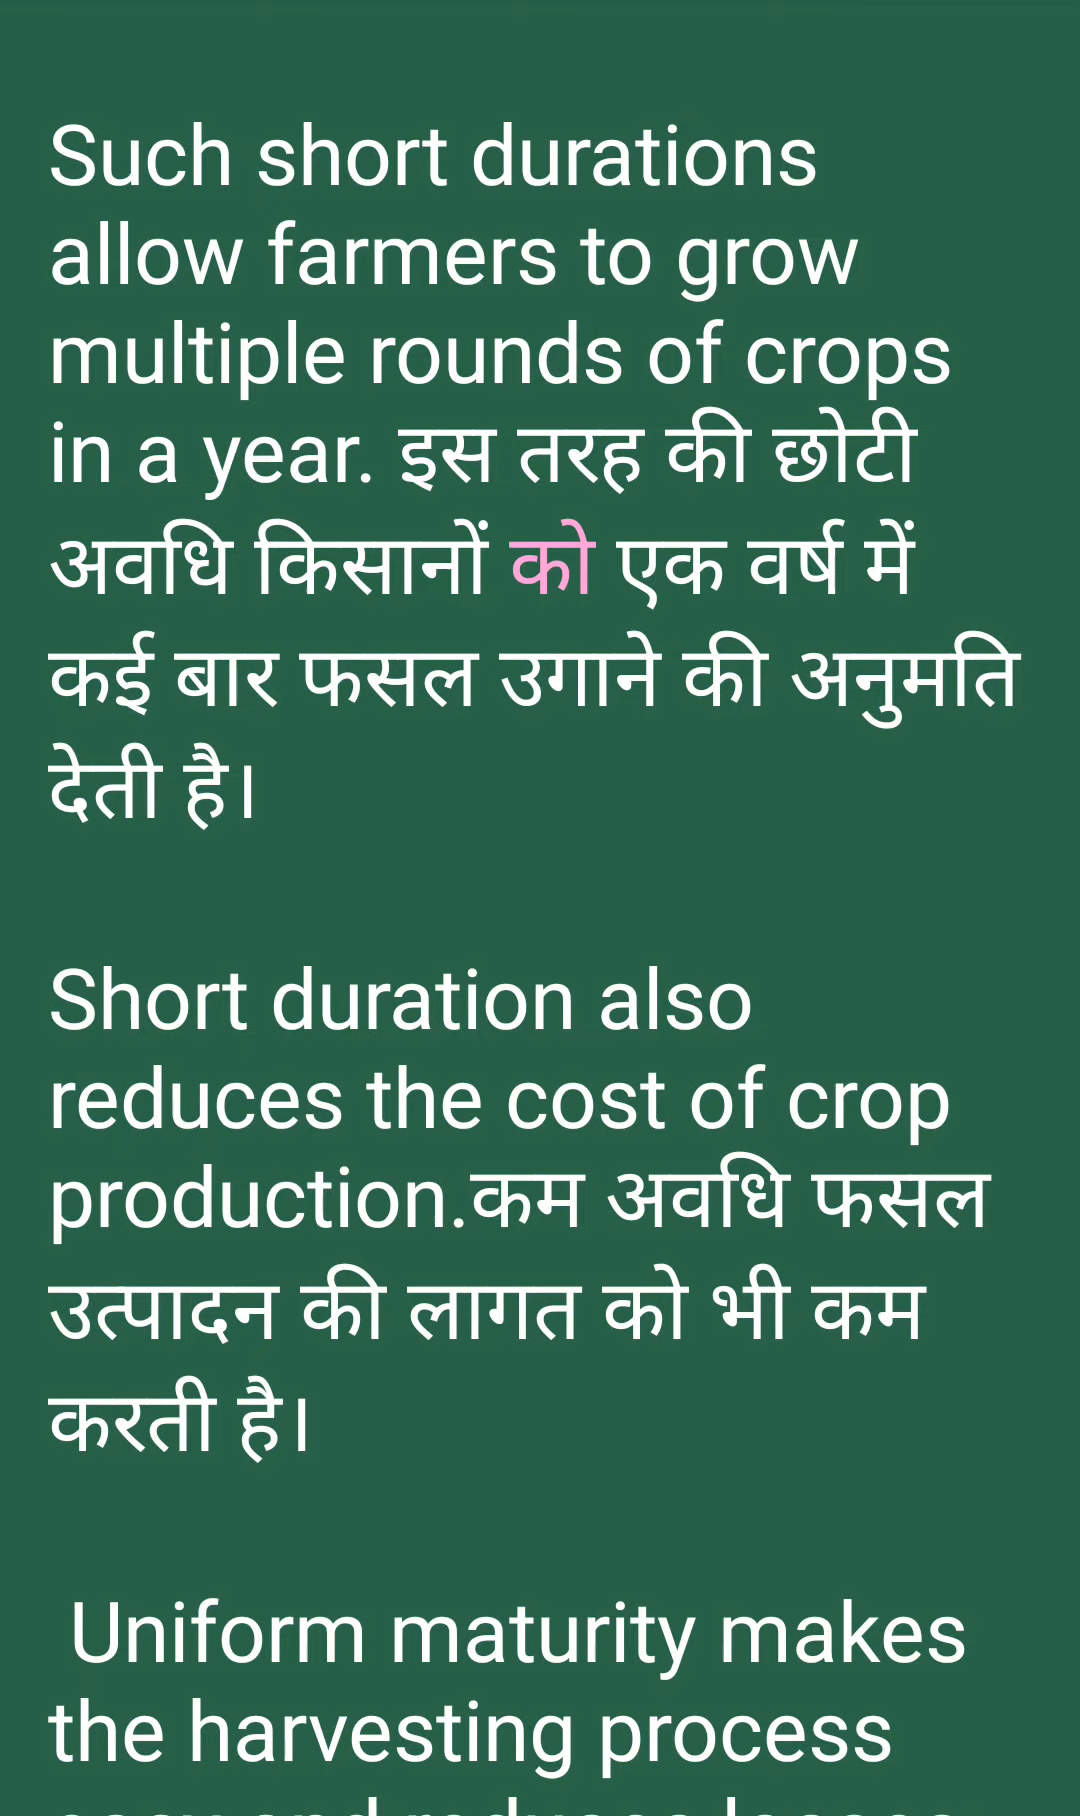 Such short durations
allow farmers to grow
multiple rounds of crops
in a year. इस तरह की छोटी
अवधि किसानों को एक वर्ष में
कई बार फसल उगाने की अनुमति
देती है।
Short duration also
reduces the cost of crop
production.कम अवधि फसल
उत्पादन की लागत को भी कम
करती है।
Uniform maturity makes
the harvesting process